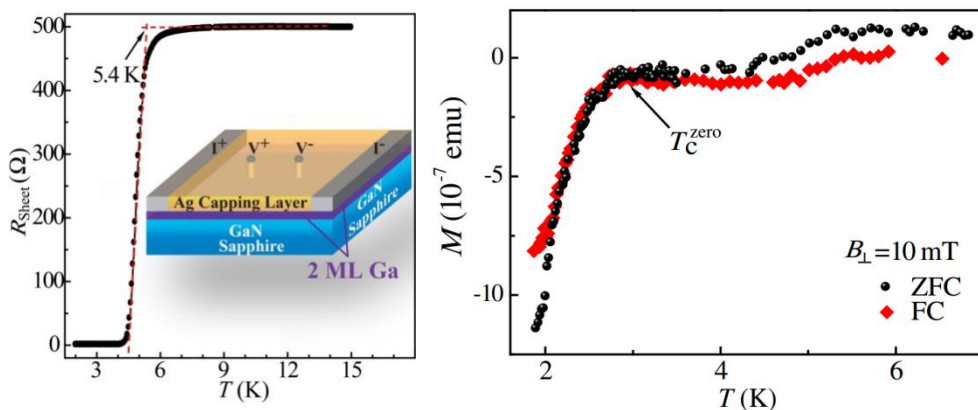 500
400
300
200
100
0
R_Sheet (Ω)
5.4 K
I⁺
V⁺
V⁻
I⁻
Ag Capping Layer
GaN
Sapphire
GaN
Sapphire
2 ML Ga
3 6 9 12 15
T (K)
0
-5
-10
M (10⁻⁷ emu)
T_C^zero
B⊥=10 mT
ZFC
FC
2 4 6
T (K)